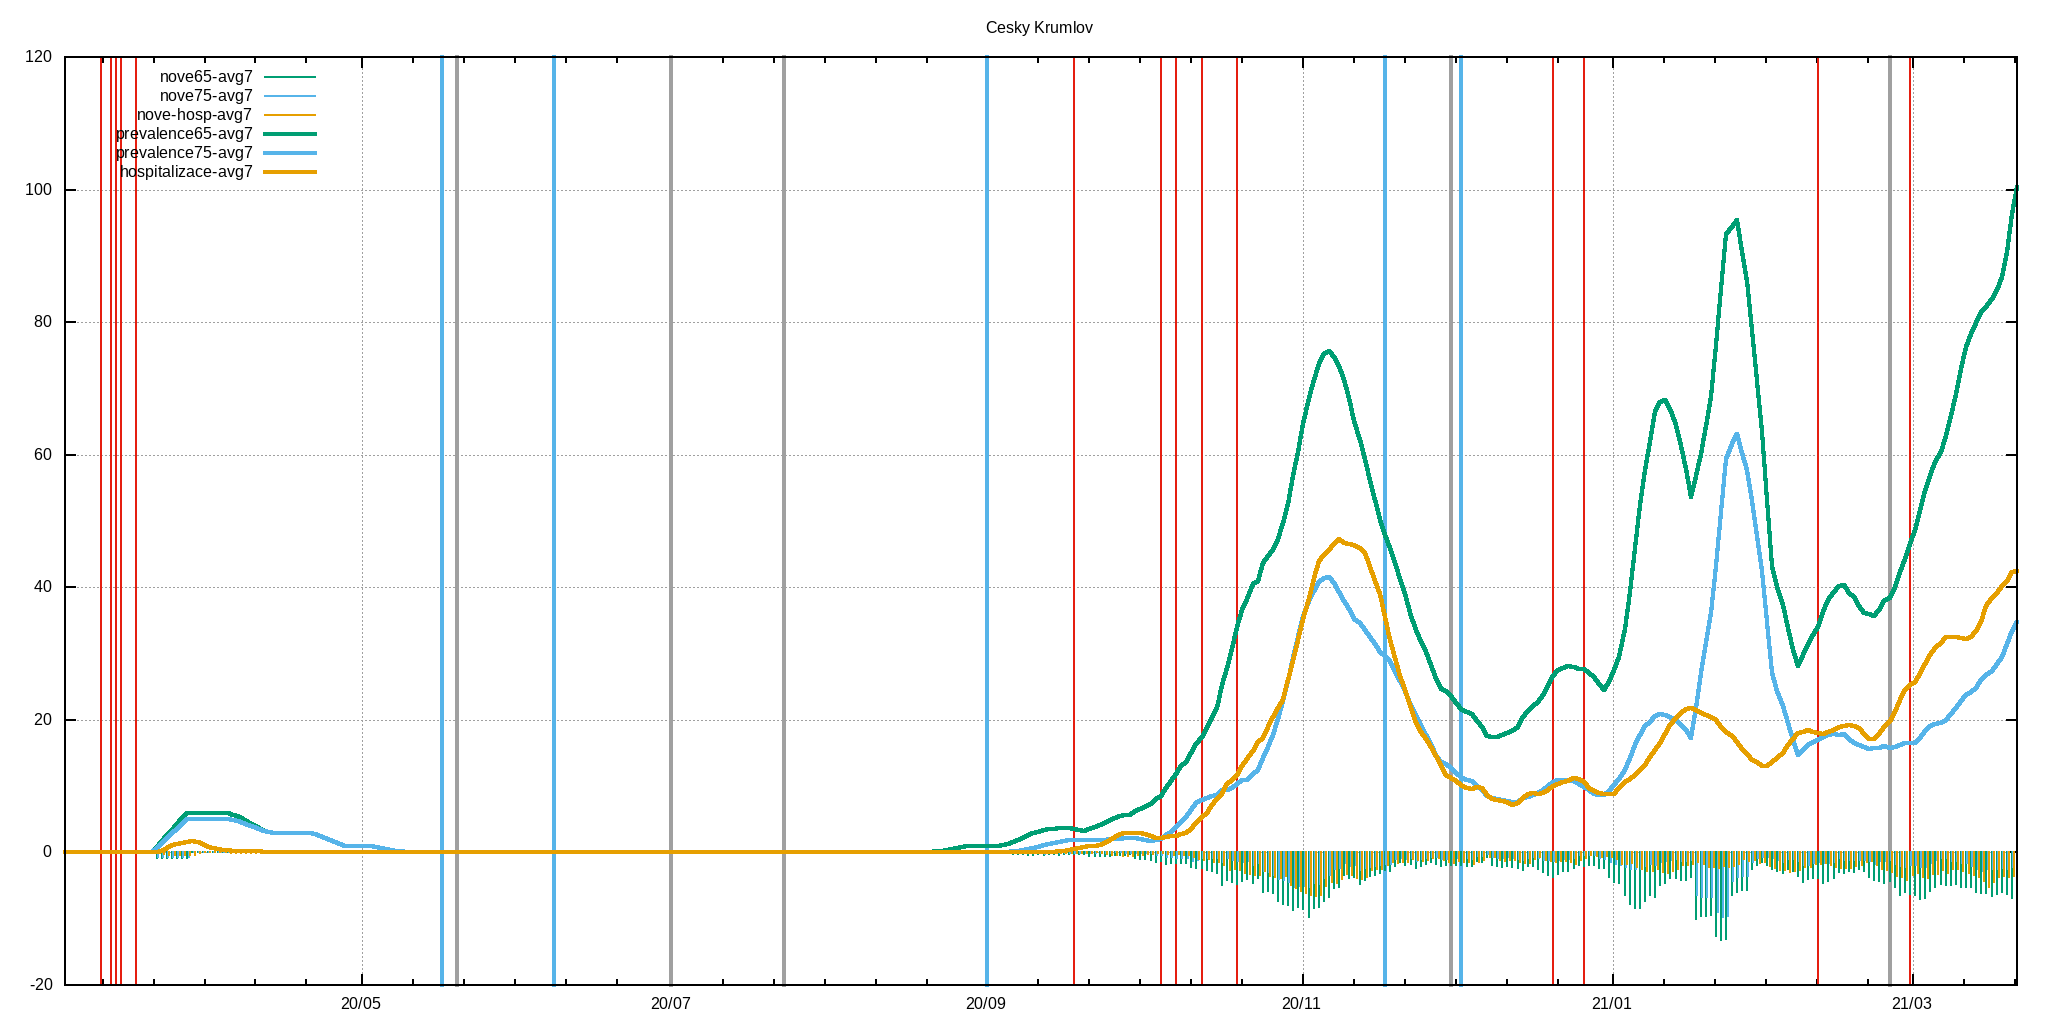 Cesky Krumlov
120
100
80
60
40
20
0
-20
nove65-avg7
nove75-avg7
nove-hosp-avg7
prevalence65-avg7
prevalence75-avg7
hospitalizace-avg7
20/05
20/07
20/09
20/11
21/01
21/03